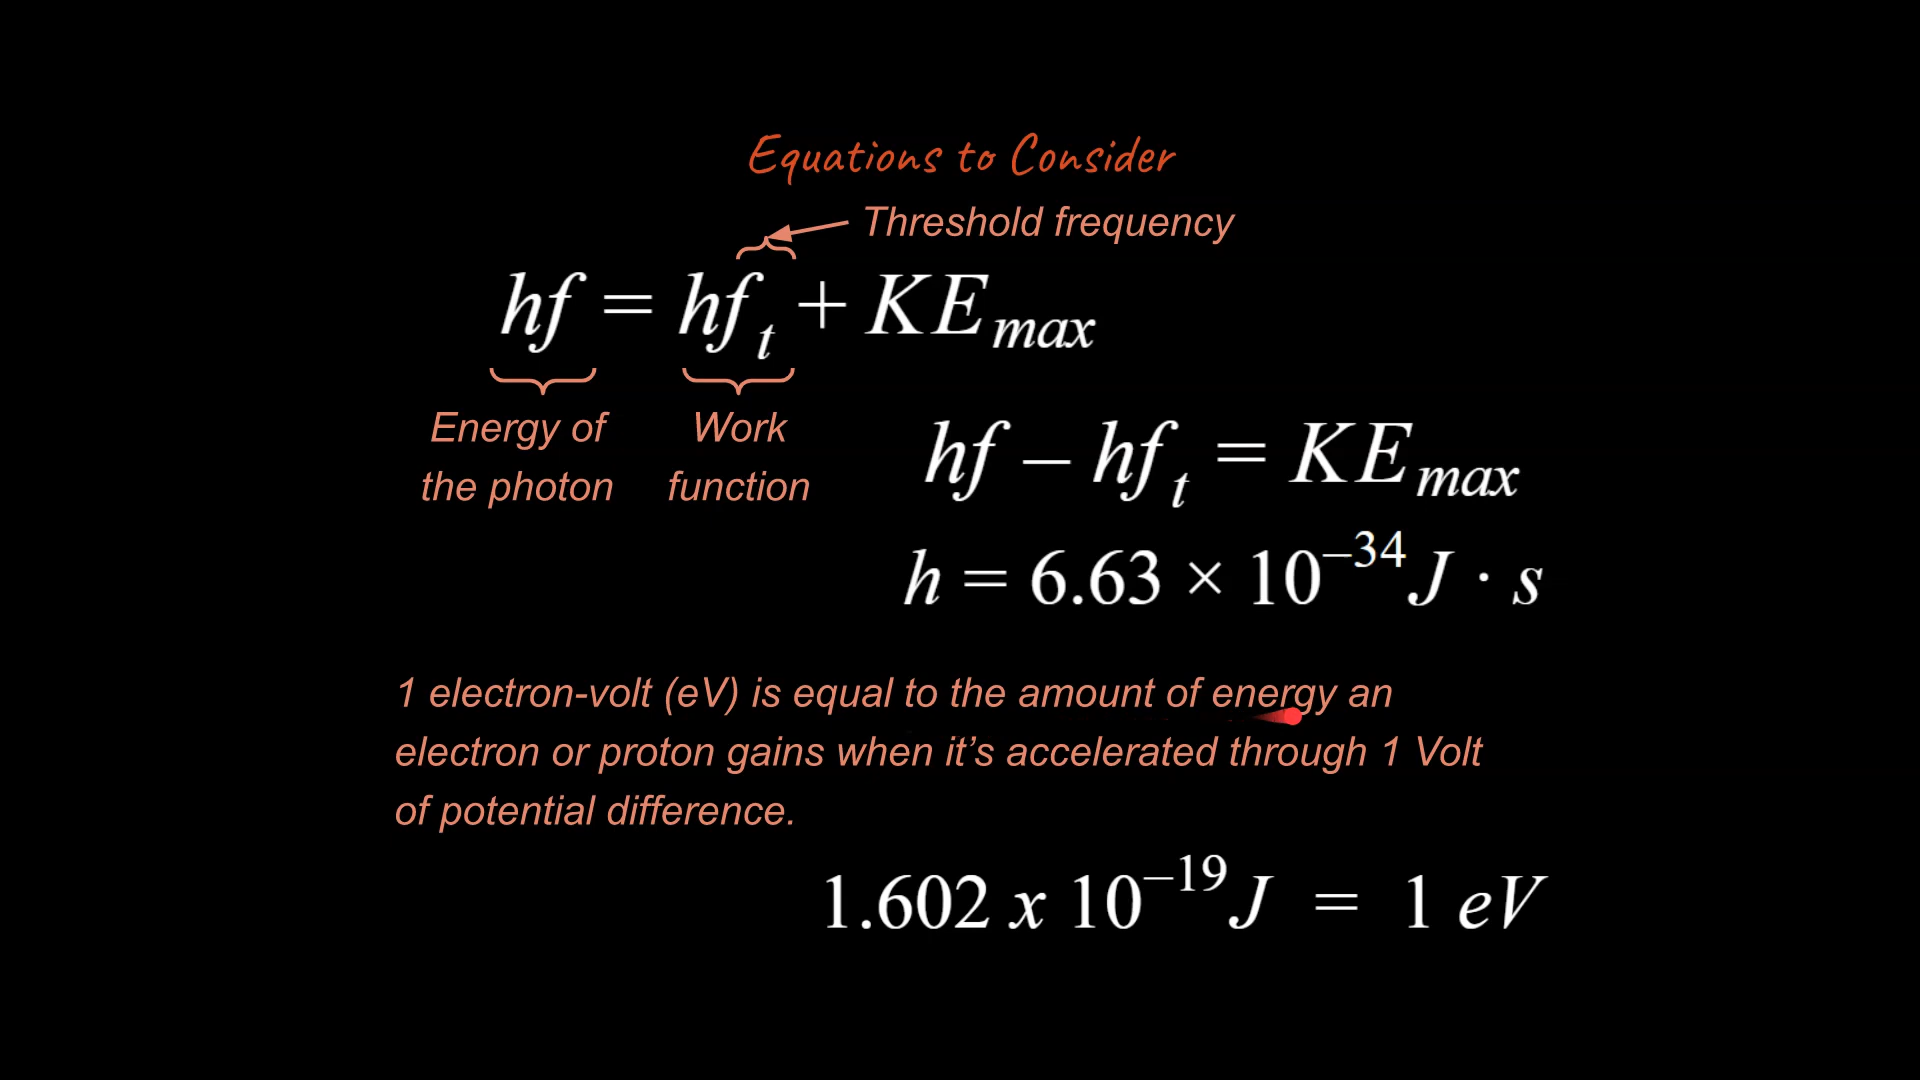 Equations to Consider
Threshold frequency
hf = hf_t + KE_max
Energy of
the photon
Work
function
hf – hf_t = KE_max
h = 6.63 × 10^–34 J · s
1 electron-volt (eV) is equal to the amount of energy an
electron or proton gains when it’s accelerated through 1 Volt
of potential difference.
1.602 x 10^–19 J = 1 eV